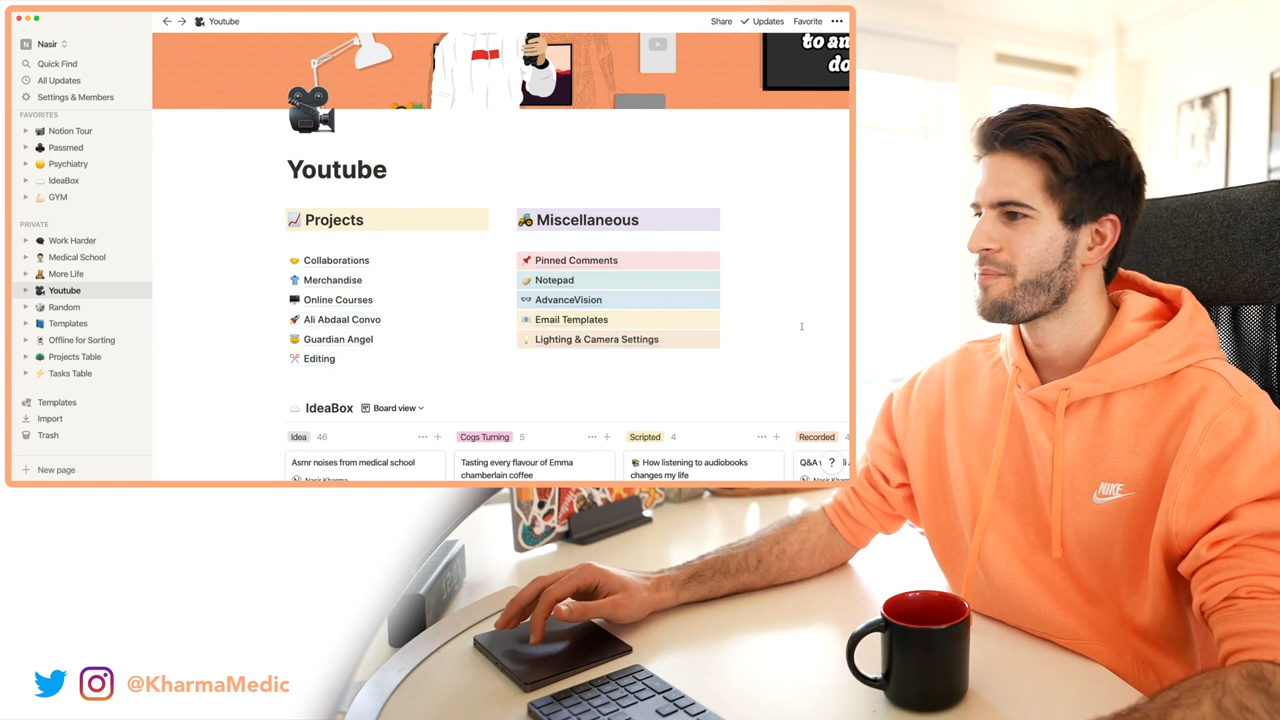 Youtube
Share
Updates
Favorite
N Nasir
Quick Find
All Updates
Settings & Members
FAVORITES
Notion Tour
Passmed
Psychiatry
IdeaBox
GYM
PRIVATE
Work Harder
Medical School
More Life
Youtube
Random
Templates
Offline for Sorting
Projects Table
Tasks Table
Templates
Import
Trash
New page
to an
do
Youtube
Projects
Collaborations
Merchandise
Online Courses
Ali Abdaal Convo
Guardian Angel
Editing
Miscellaneous
Pinned Comments
Notepad
AdvanceVision
Email Templates
Lighting & Camera Settings
IdeaBox
Board view
Idea 46
Cogs Turning 5
Scripted 4
Recorded 4
Asmr noises from medical school
Nasir Kharma
Tasting every flavour of Emma
chamberlain coffee
How listening to audiobooks
changes my life
Q&A
Nasir Kharma
?
NIKE
@KharmaMedic